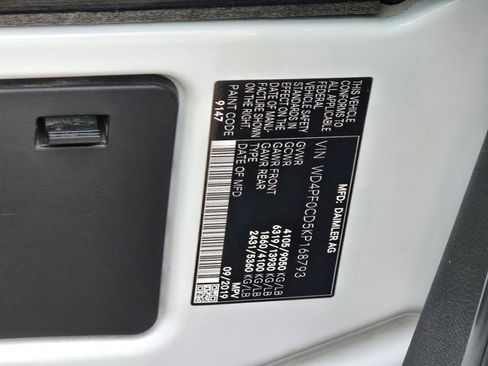 MFD: DAIMLER AG
VIN WD4PF0CD5KP168793
GVWR 4105/9050 KG/LB
GCWR 6319/13930 KG/LB
GAWR FRONT 1860/4100 KG/LB
GAWR REAR 2431/5360 KG/LB
TYPE MPV
DATE OF MFD 09/2019
THIS VEHICLE
CONFORMS TO
ALL APPLICABLE
FEDERAL
VEHICLE SAFETY
STANDARDS IN
EFFECT ON THE
DATE OF MANU-
FACTURE SHOWN
PAINT CODE
9147